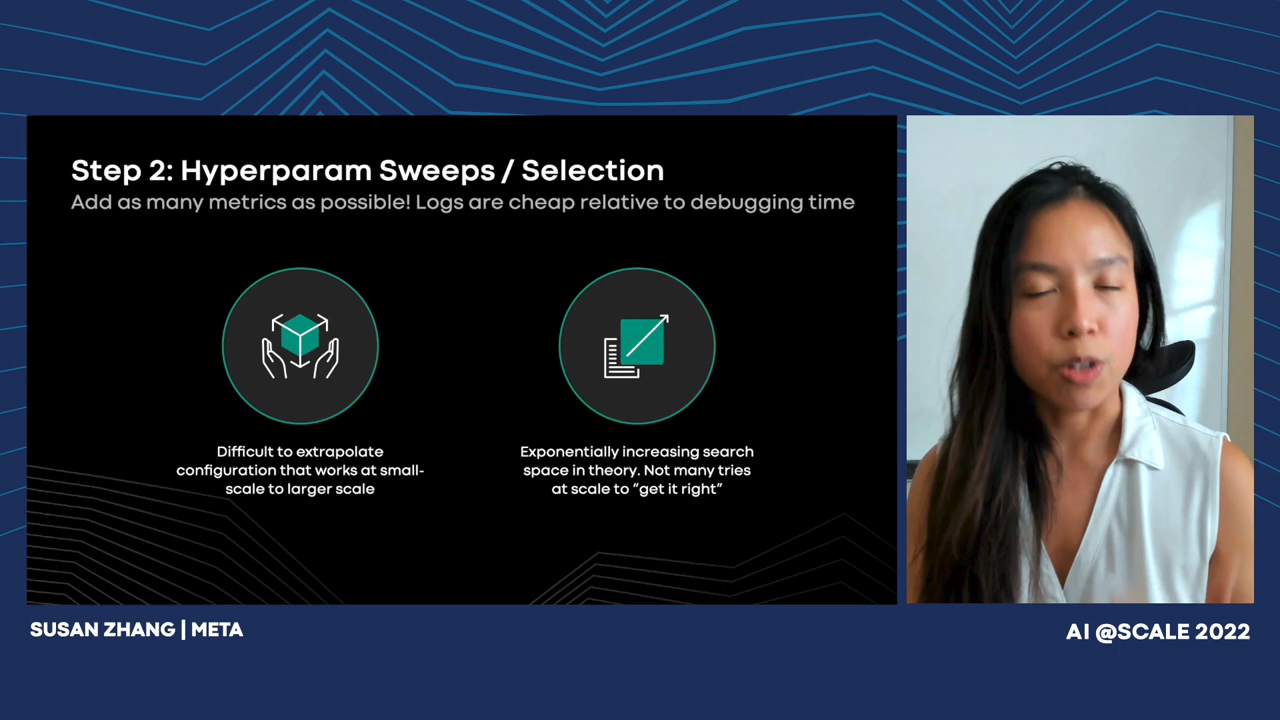 Step 2: Hyperparam Sweeps / Selection
Add as many metrics as possible! Logs are cheap relative to debugging time
Difficult to extrapolate
configuration that works at small-
scale to larger scale
Exponentially increasing search
space in theory. Not many tries
at scale to “get it right”
SUSAN ZHANG | META
AI @SCALE 2022